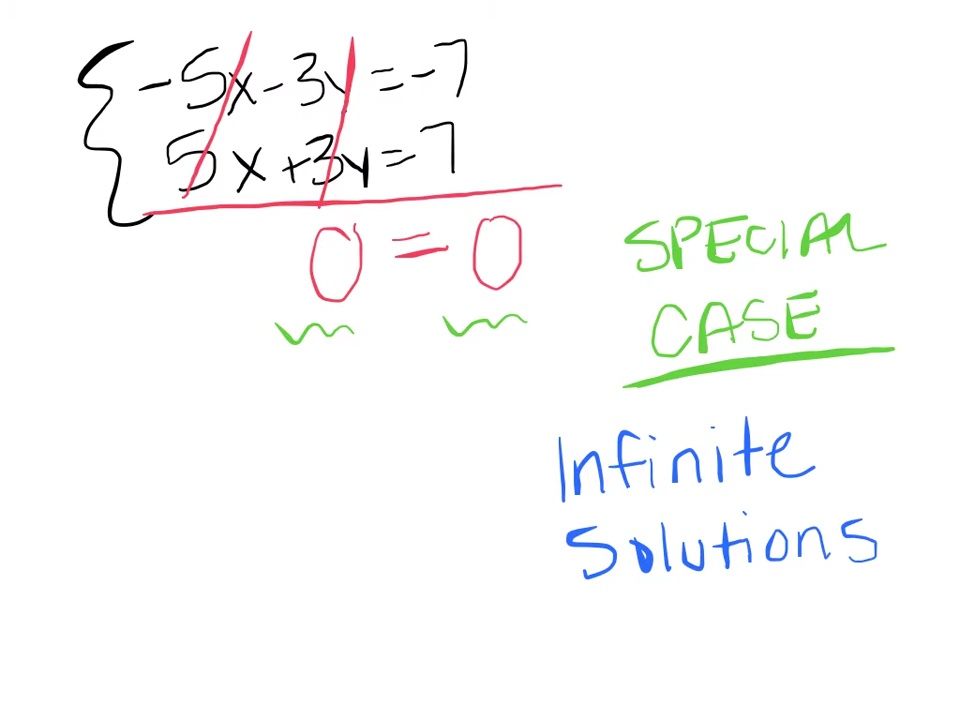 -5x-3y=-7
5x+3y=7
0=0
SPECIAL
CASE
Infinite
Solutions